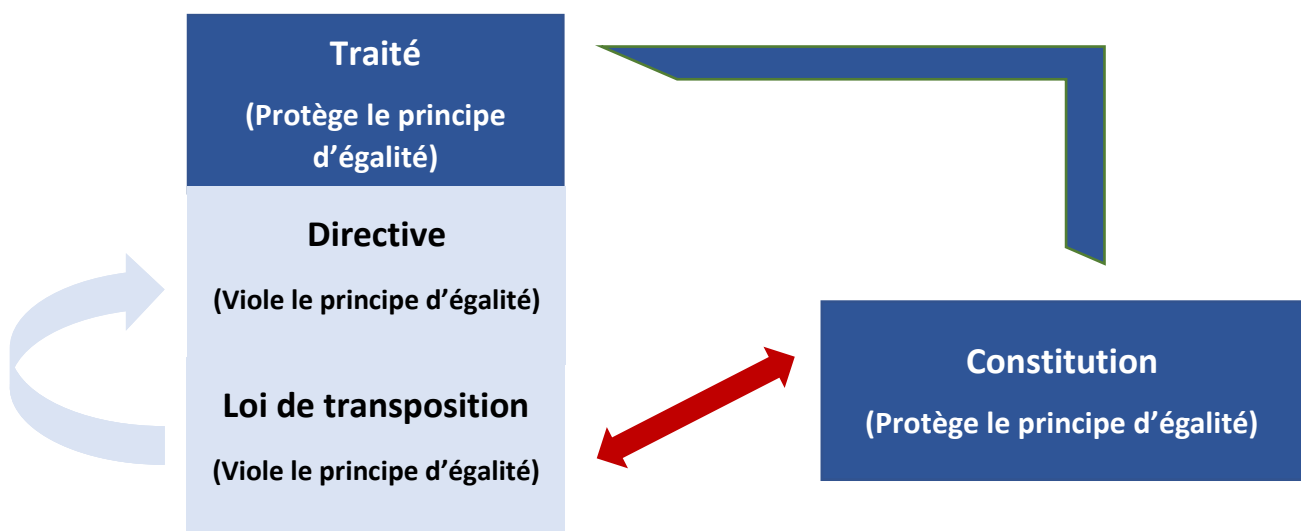 Traité
(Protège le principe
d’égalité)
Directive
(Viole le principe d’égalité)
Loi de transposition
(Viole le principe d’égalité)
Constitution
(Protège le principe d’égalité)